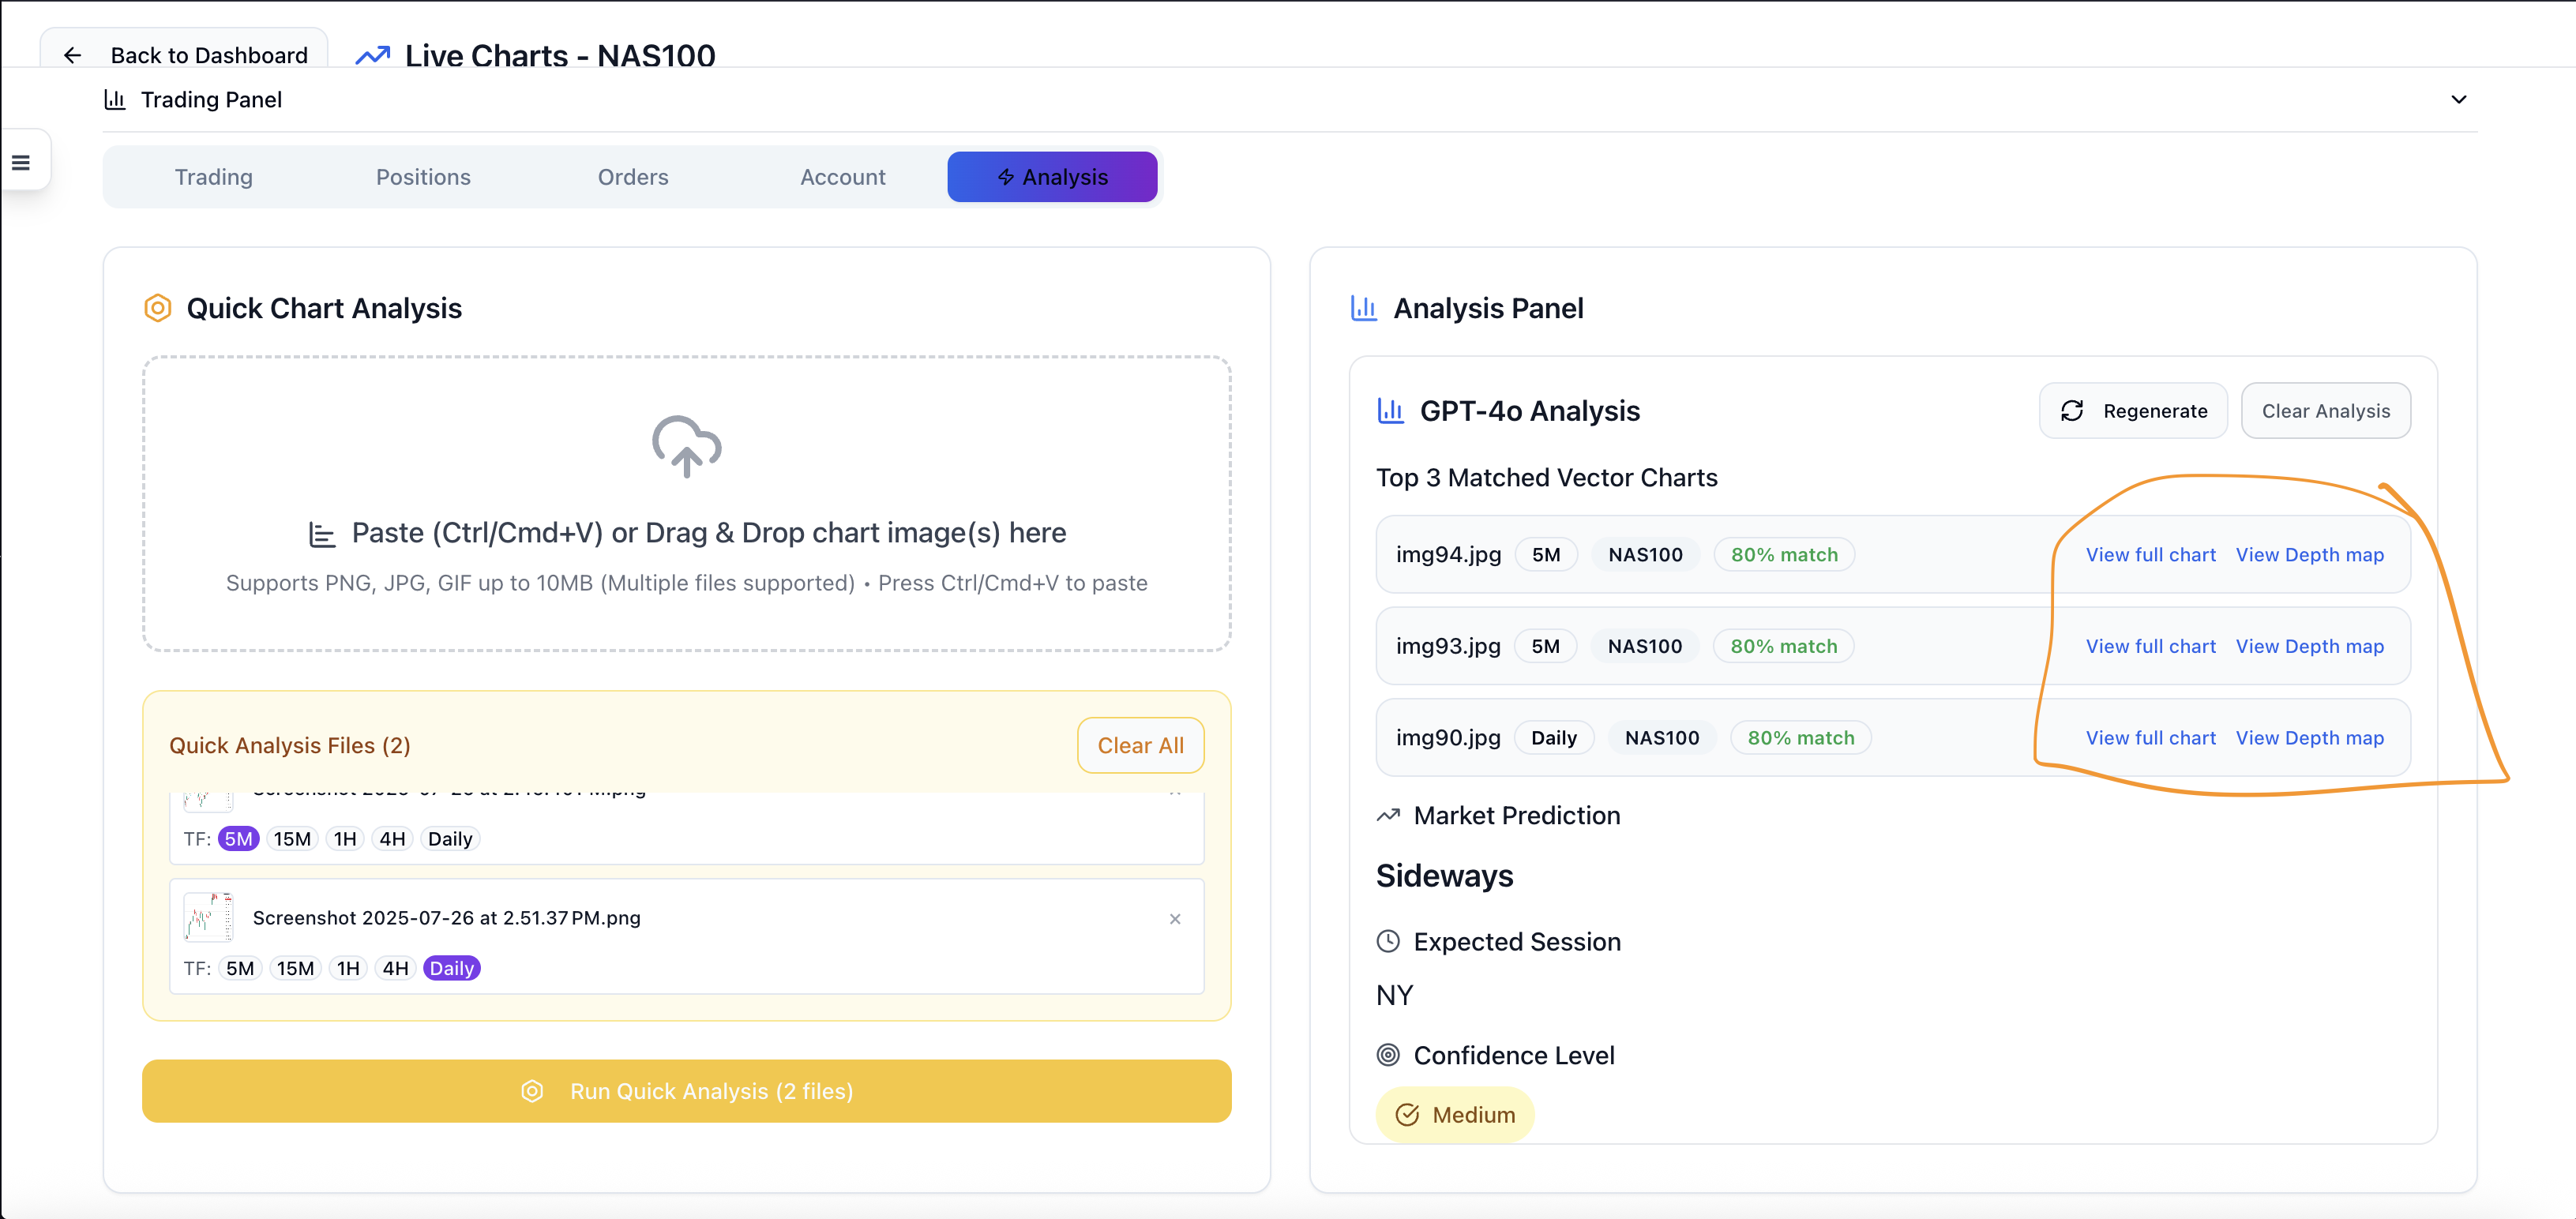 Back to Dashboard
Live Charts - NAS100
Trading Panel
Trading
Positions
Orders
Account
Analysis
Quick Chart Analysis
Paste (Ctrl/Cmd+V) or Drag & Drop chart image(s) here
Supports PNG, JPG, GIF up to 10MB (Multiple files supported) • Press Ctrl/Cmd+V to paste
Quick Analysis Files (2)
Clear All
TF: 5M 15M 1H 4H Daily
Screenshot 2025-07-26 at 2.51.37 PM.png
TF: 5M 15M 1H 4H Daily
Run Quick Analysis (2 files)
Analysis Panel
GPT-4o Analysis
Regenerate
Clear Analysis
Top 3 Matched Vector Charts
img94.jpg 5M NAS100 80% match View full chart View Depth map
img93.jpg 5M NAS100 80% match View full chart View Depth map
img90.jpg Daily NAS100 80% match View full chart View Depth map
Market Prediction
Sideways
Expected Session
NY
Confidence Level
Medium